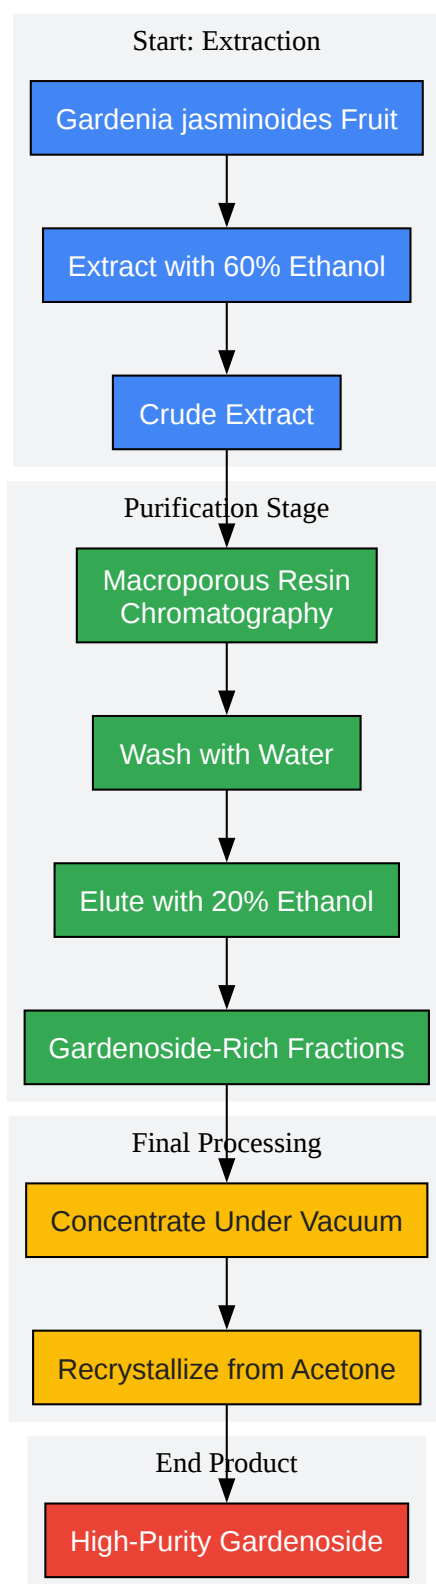 Start: Extraction
Gardenia jasminoides Fruit
Extract with 60% Ethanol
Crude Extract
Purification Stage
Macroporous Resin
Chromatography
Wash with Water
Elute with 20% Ethanol
Gardenoside-Rich Fractions
Final Processing
Concentrate Under Vacuum
Recrystallize from Acetone
End Product
High-Purity Gardenoside